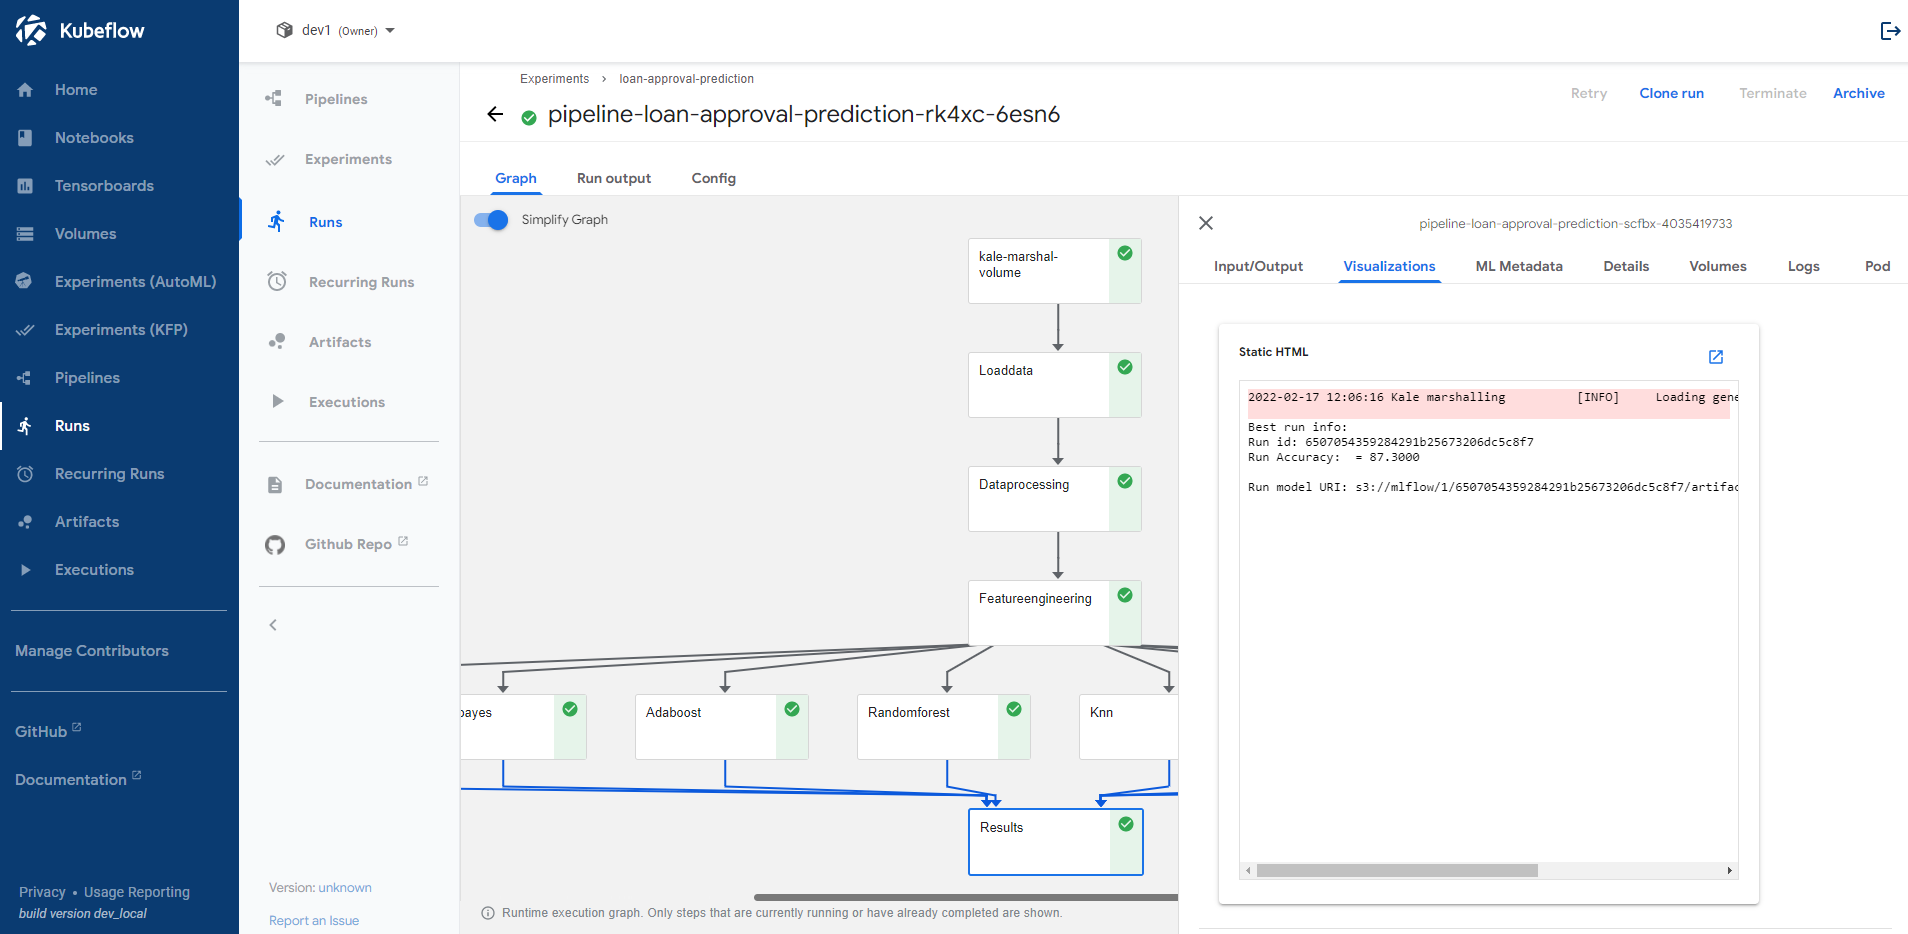 Kubeflow
Home
Notebooks
Tensorboards
Volumes
Experiments (AutoML)
Experiments (KFP)
Pipelines
Runs
Recurring Runs
Artifacts
Executions
Manage Contributors
GitHub
Documentation
Privacy • Usage Reporting
build version dev_local
dev1 (Owner)
Pipelines
Experiments
Runs
Recurring Runs
Artifacts
Executions
Documentation
Github Repo
Version: unknown
Report an Issue
Experiments › loan-approval-prediction
pipeline-loan-approval-prediction-rk4xc-6esn6
Retry Clone run Terminate Archive
Graph Run output Config
Simplify Graph
kale-marshal-
volume
Loaddata
Dataprocessing
Featureengineering
bayes
Adaboost
Randomforest
Knn
Results
Runtime execution graph. Only steps that are currently running or have already completed are shown.
pipeline-loan-approval-prediction-scfbx-4035419733
Input/Output Visualizations ML Metadata Details Volumes Logs Pod
Static HTML
2022-02-17 12:06:16 Kale marshalling [INFO] Loading gene
Best run info:
Run id: 6507054359284291b25673206dc5c8f7
Run Accuracy: = 87.3000
Run model URI: s3://mlflow/1/6507054359284291b25673206dc5c8f7/artifac